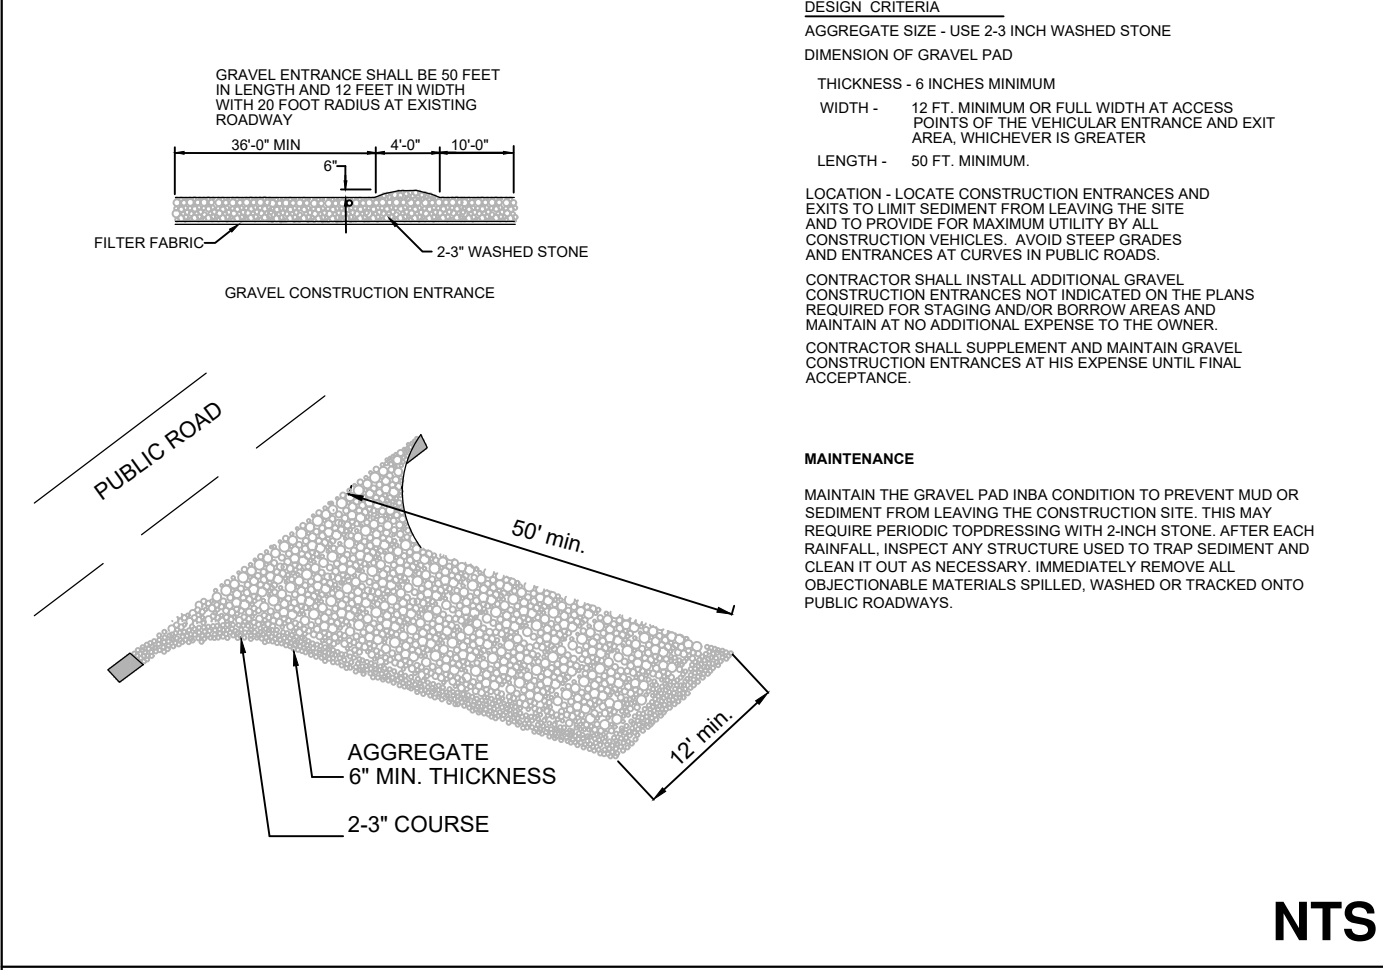 GRAVEL ENTRANCE SHALL BE 50 FEET
IN LENGTH AND 12 FEET IN WIDTH
WITH 20 FOOT RADIUS AT EXISTING
ROADWAY
36'-0" MIN
4'-0"
10'-0"
6"
FILTER FABRIC
2-3" WASHED STONE
GRAVEL CONSTRUCTION ENTRANCE
PUBLIC ROAD
50' min.
12' min.
AGGREGATE
6" MIN. THICKNESS
2-3" COURSE
DESIGN CRITERIA
AGGREGATE SIZE - USE 2-3 INCH WASHED STONE
DIMENSION OF GRAVEL PAD
THICKNESS - 6 INCHES MINIMUM
WIDTH - 12 FT. MINIMUM OR FULL WIDTH AT ACCESS
POINTS OF THE VEHICULAR ENTRANCE AND EXIT
AREA, WHICHEVER IS GREATER
LENGTH - 50 FT. MINIMUM.
LOCATION - LOCATE CONSTRUCTION ENTRANCES AND
EXITS TO LIMIT SEDIMENT FROM LEAVING THE SITE
AND TO PROVIDE FOR MAXIMUM UTILITY BY ALL
CONSTRUCTION VEHICLES. AVOID STEEP GRADES
AND ENTRANCES AT CURVES IN PUBLIC ROADS.
CONTRACTOR SHALL INSTALL ADDITIONAL GRAVEL
CONSTRUCTION ENTRANCES NOT INDICATED ON THE PLANS
REQUIRED FOR STAGING AND/OR BORROW AREAS AND
MAINTAIN AT NO ADDITIONAL EXPENSE TO THE OWNER.
CONTRACTOR SHALL SUPPLEMENT AND MAINTAIN GRAVEL
CONSTRUCTION ENTRANCES AT HIS EXPENSE UNTIL FINAL
ACCEPTANCE.
MAINTENANCE
MAINTAIN THE GRAVEL PAD INBA CONDITION TO PREVENT MUD OR
SEDIMENT FROM LEAVING THE CONSTRUCTION SITE. THIS MAY
REQUIRE PERIODIC TOPDRESSING WITH 2-INCH STONE. AFTER EACH
RAINFALL, INSPECT ANY STRUCTURE USED TO TRAP SEDIMENT AND
CLEAN IT OUT AS NECESSARY. IMMEDIATELY REMOVE ALL
OBJECTIONABLE MATERIALS SPILLED, WASHED OR TRACKED ONTO
PUBLIC ROADWAYS.
NTS